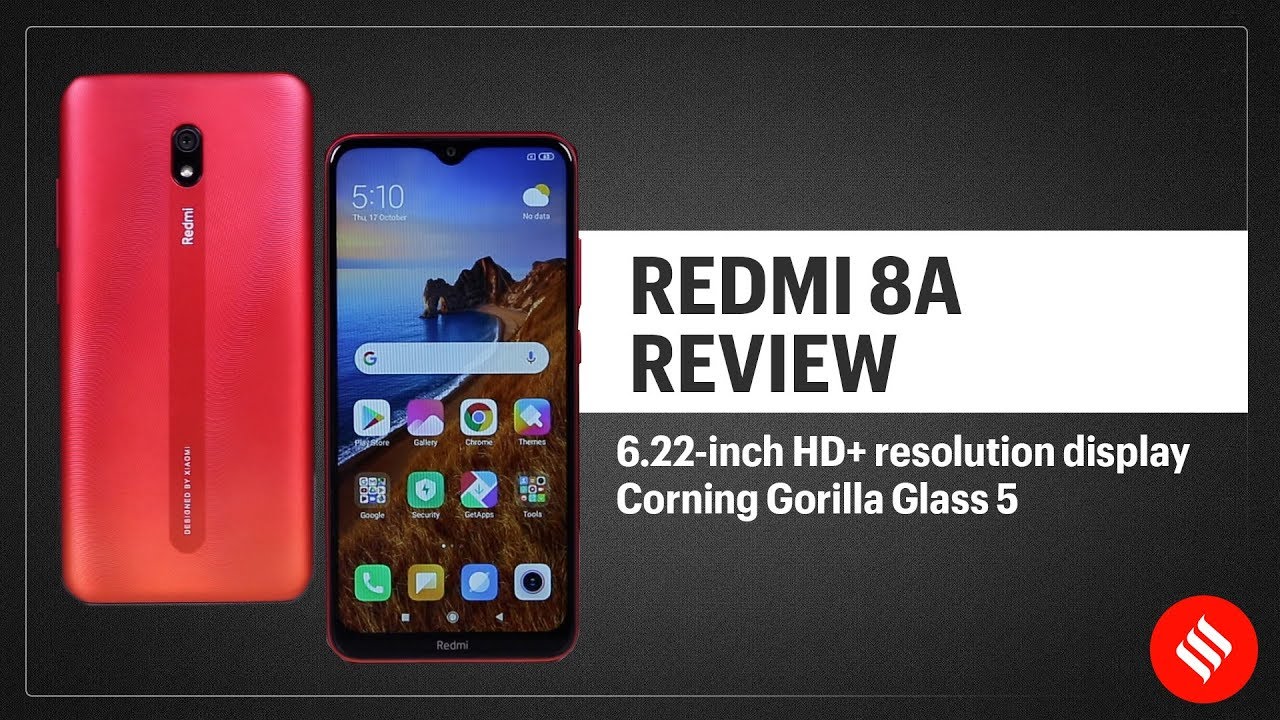 Redmi
DESIGNED BY XIAOMI
5:10
Thu, 17 October
No data
G
Play Store
Gallery
Chrome
Themes
Google
Security
GetApps
Tools
Redmi
REDMI 8A
REVIEW
6.22-inch HD+ resolution display
Corning Gorilla Glass 5